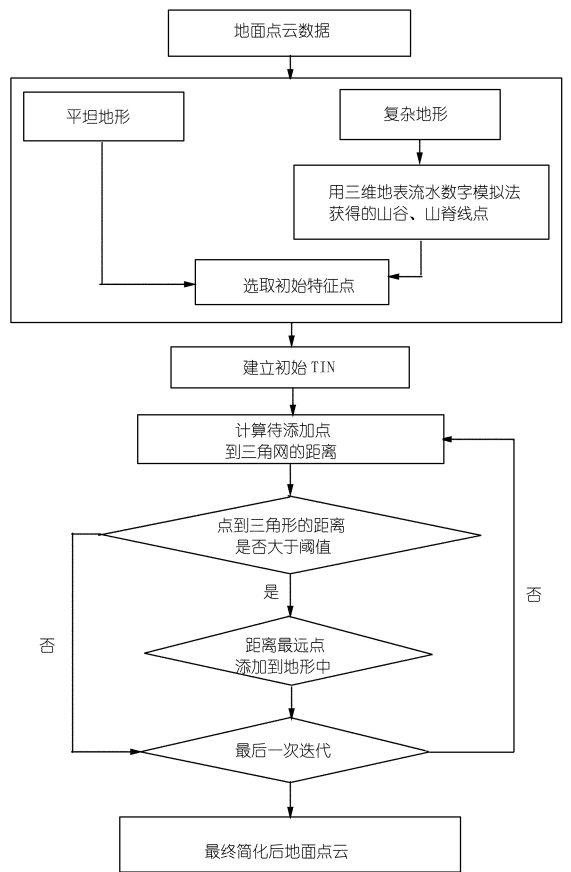 地面点云数据
平坦地形
复杂地形
用三维地表流水数字模拟法
获得的山谷、山脊线点
选取初始特征点
建立初始 TIN
计算待添加点
到三角网的距离
点到三角形的距离
是否大于阈值
是
否
否
距离最远点
添加到地形中
最后一次迭代
最终简化后地面点云